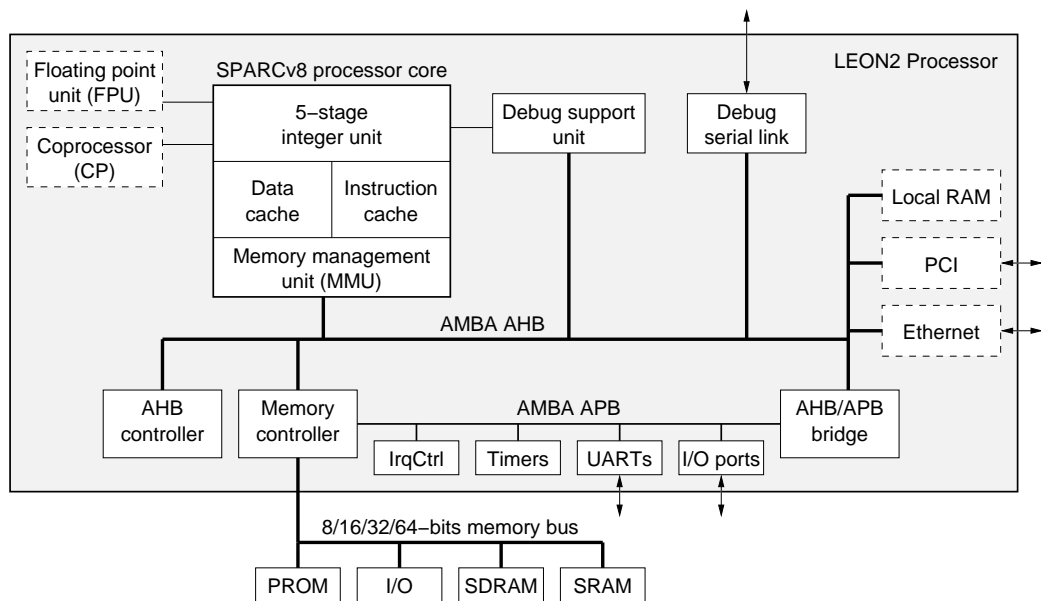 LEON2 Processor
Floating point
unit (FPU)
SPARCv8 processor core
5−stage
integer unit
Debug support
unit
Debug
serial link
Coprocessor
(CP)
Data
cache
Instruction
cache
Local RAM
Memory management
unit (MMU)
PCI
AMBA AHB
Ethernet
AHB
controller
Memory
controller
AMBA APB
AHB/APB
bridge
IrqCtrl
Timers
UARTs
I/O ports
8/16/32/64−bits memory bus
PROM
I/O
SDRAM
SRAM